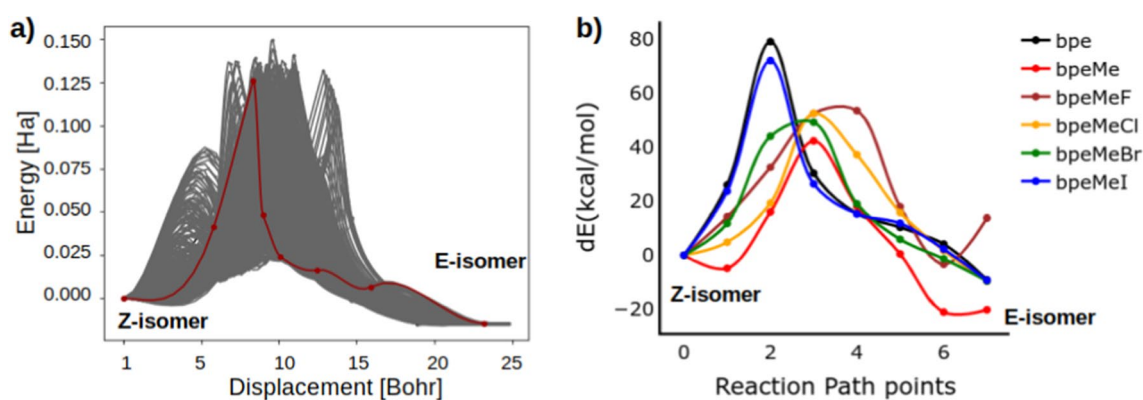 a)
Energy [Ha]
0.150
0.125
0.100
0.075
0.050
0.025
0.000
Z-isomer
E-isomer
1 5 10 15 20 25
Displacement [Bohr]
b)
dE(kcal/mol)
80
60
40
20
0
−20
Z-isomer
E-isomer
0 2 4 6
Reaction Path points
bpe
bpeMe
bpeMeF
bpeMeCl
bpeMeBr
bpeMeI